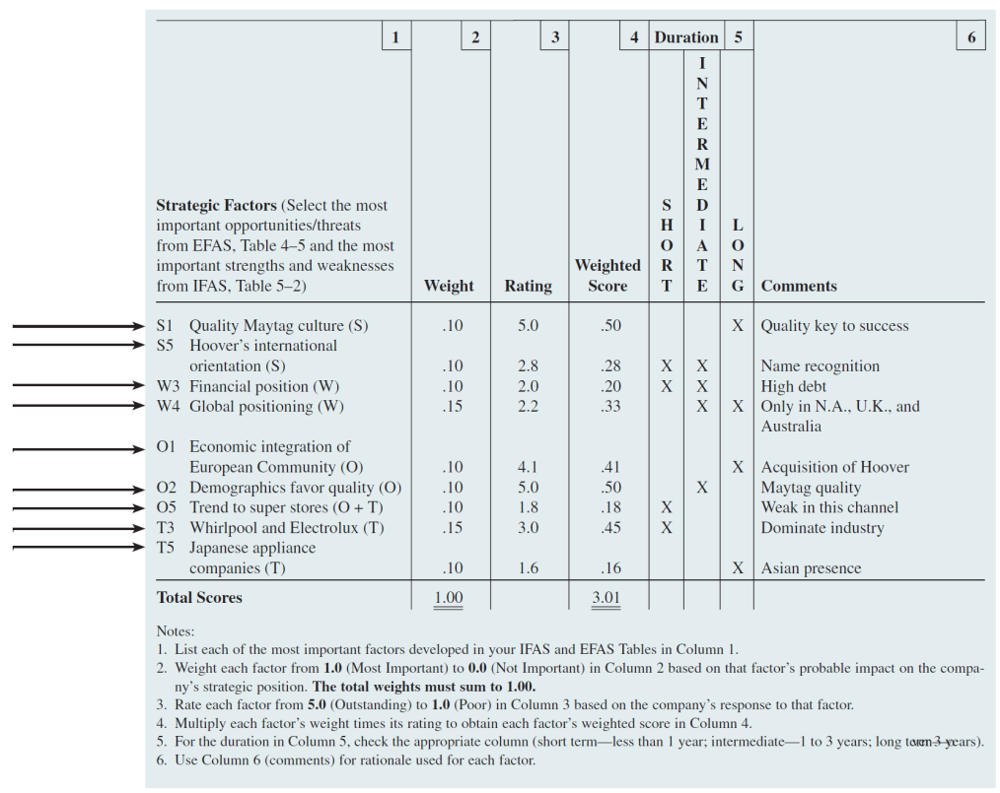 1 2 3 4 Duration 5 6
Strategic Factors (Select the most
important opportunities/threats
from EFAS, Table 4–5 and the most
important strengths and weaknesses
from IFAS, Table 5–2)
Weight
Rating
Weighted
Score
SHORT
INTERMEDIATE
LONG
Comments
S1 Quality Maytag culture (S) .10 5.0 .50 X Quality key to success
S5 Hoover's international
orientation (S) .10 2.8 .28 X X Name recognition
W3 Financial position (W) .10 2.0 .20 X X High debt
W4 Global positioning (W) .15 2.2 .33 X X Only in N.A., U.K., and
Australia
O1 Economic integration of
European Community (O) .10 4.1 .41 X Acquisition of Hoover
O2 Demographics favor quality (O) .10 5.0 .50 X Maytag quality
O5 Trend to super stores (O + T) .10 1.8 .18 X Weak in this channel
T3 Whirlpool and Electrolux (T) .15 3.0 .45 X Dominate industry
T5 Japanese appliance
companies (T) .10 1.6 .16 X Asian presence
Total Scores 1.00 3.01
Notes:
1. List each of the most important factors developed in your IFAS and EFAS Tables in Column 1.
2. Weight each factor from 1.0 (Most Important) to 0.0 (Not Important) in Column 2 based on that factor's probable impact on the compa-
ny's strategic position. The total weights must sum to 1.00.
3. Rate each factor from 5.0 (Outstanding) to 1.0 (Poor) in Column 3 based on the company's response to that factor.
4. Multiply each factor's weight times its rating to obtain each factor's weighted score in Column 4.
5. For the duration in Column 5, check the appropriate column (short term—less than 1 year; intermediate—1 to 3 years; long years).
6. Use Column 6 (comments) for rationale used for each factor.